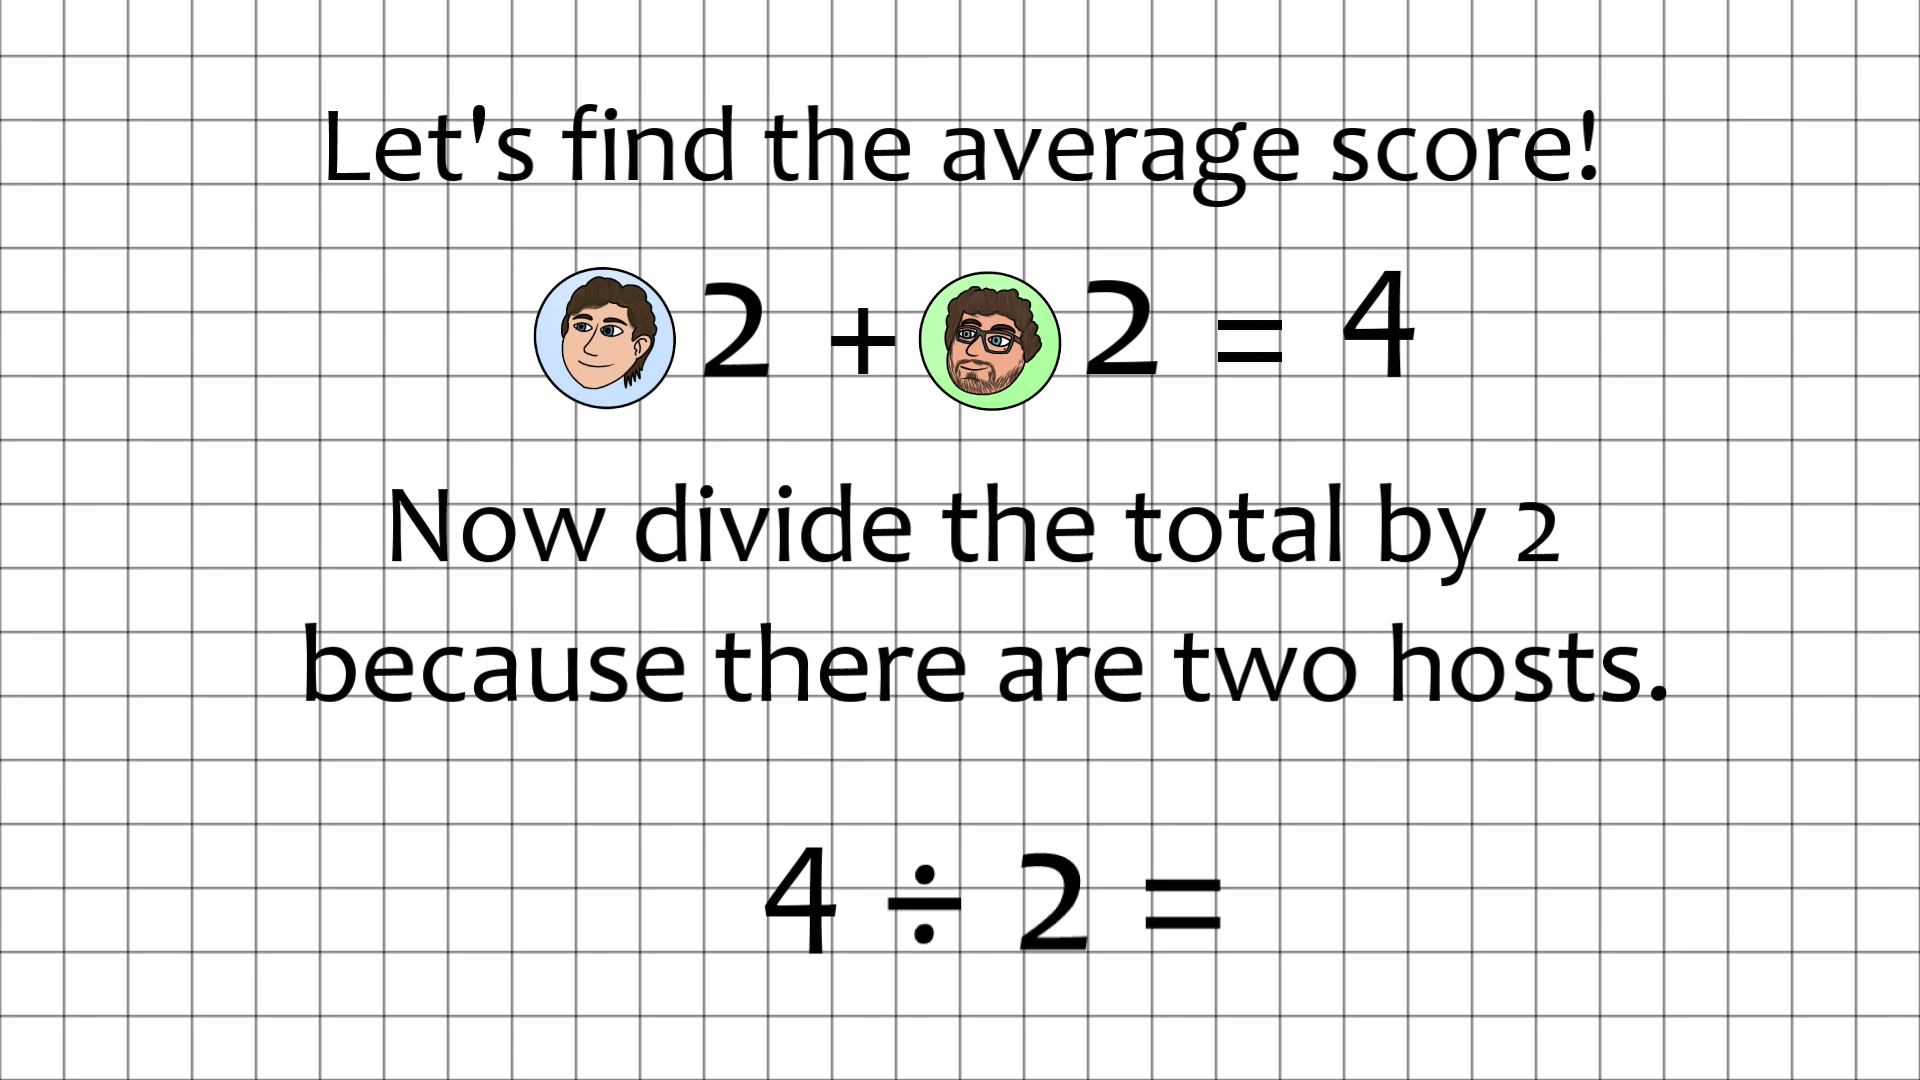 Let's find the average score!
2 + 2 = 4
Now divide the total by 2
because there are two hosts.
4 ÷ 2 =